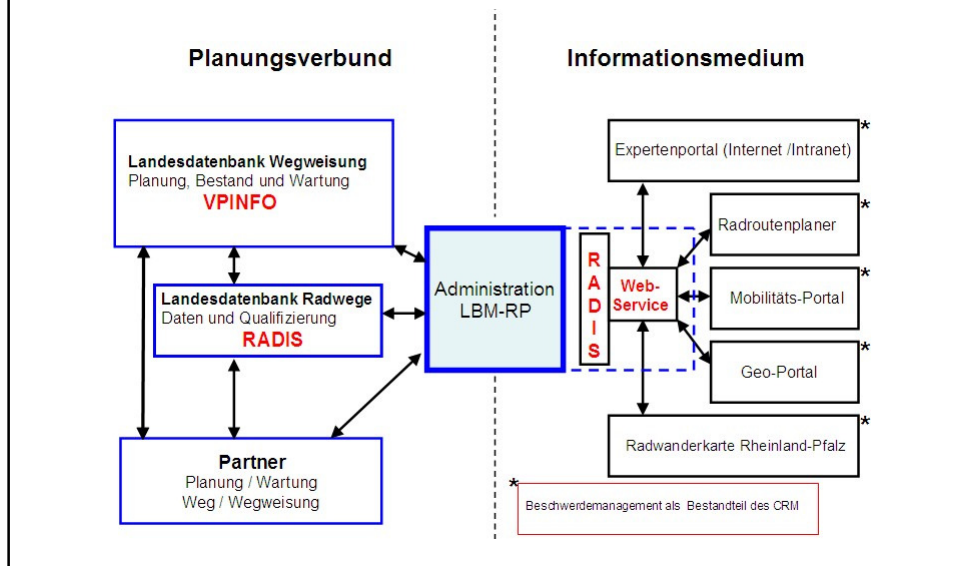 Planungsverbund
Informationsmedium
Landesdatenbank Wegweisung
Planung, Bestand und Wartung
VPINFO
Landesdatenbank Radwege
Daten und Qualifizierung
RADIS
Partner
Planung / Wartung
Weg / Wegweisung
Administration
LBM-RP
R
A
D
I
S
Web-
Service
Expertenportal (Internet /Intranet)
*
Radroutenplaner
*
Mobilitäts-Portal
*
Geo-Portal
*
Radwanderkarte Rheinland-Pfalz
*
*
Beschwerdemanagement als Bestandteil des CRM